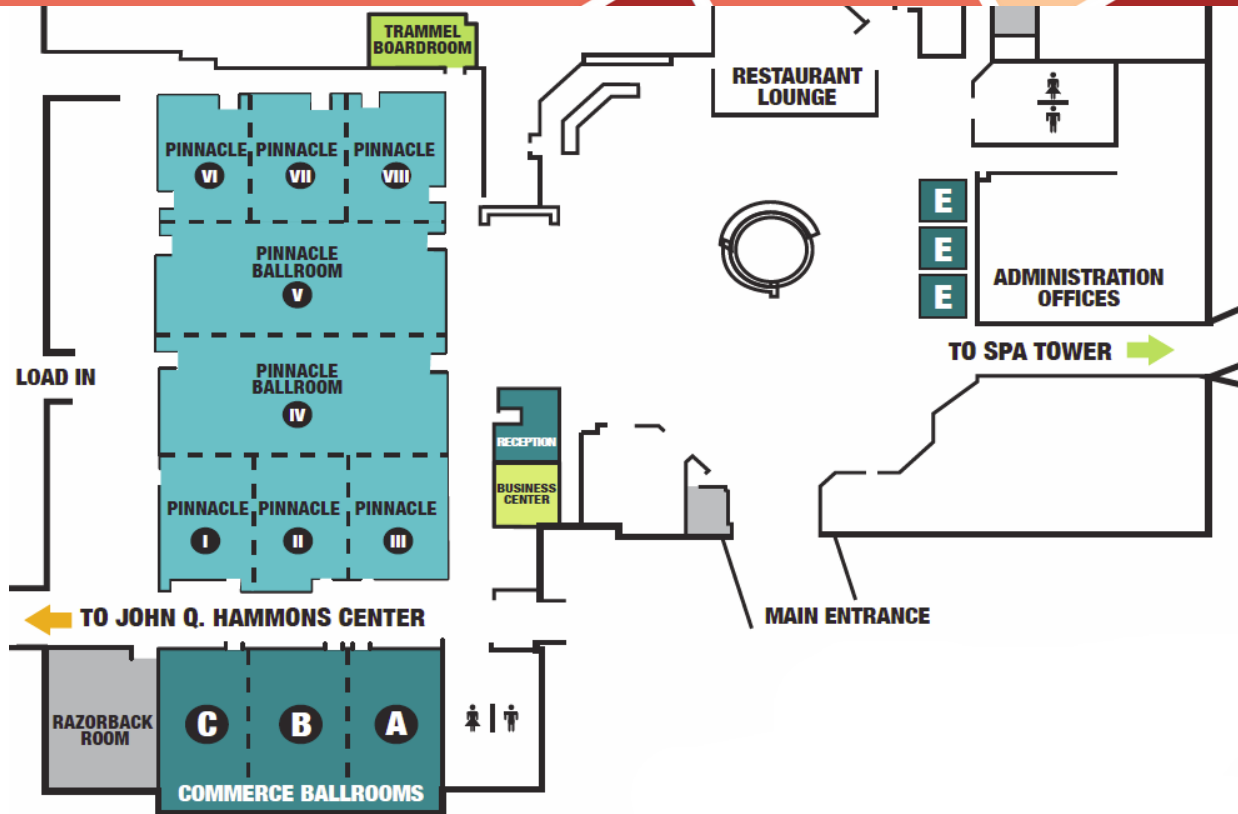 TRAMMEL
BOARDROOM
RESTAURANT
LOUNGE
PINNACLE
VI
PINNACLE
VII
PINNACLE
VIII
E
E
E
PINNACLE
BALLROOM
V
ADMINISTRATION
OFFICES
TO SPA TOWER
LOAD IN
PINNACLE
BALLROOM
IV
RECEPTION
BUSINESS
CENTER
PINNACLE
I
PINNACLE
II
PINNACLE
III
TO JOHN Q. HAMMONS CENTER
MAIN ENTRANCE
RAZORBACK
ROOM
C
B
A
COMMERCE BALLROOMS